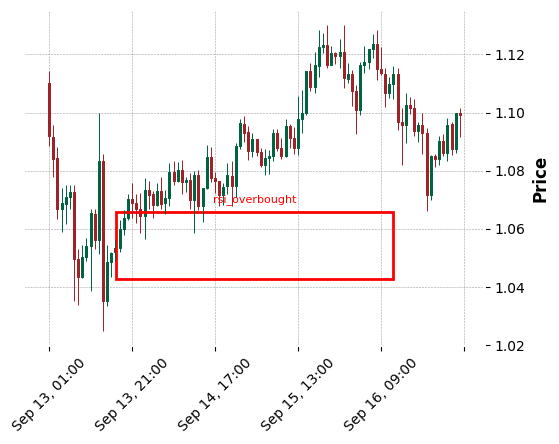 1.12
1.10
1.08
rsi_overbought
1.06
1.04
1.02
Price
Sep 13, 01:00
Sep 13, 21:00
Sep 14, 17:00
Sep 15, 13:00
Sep 16, 09:00